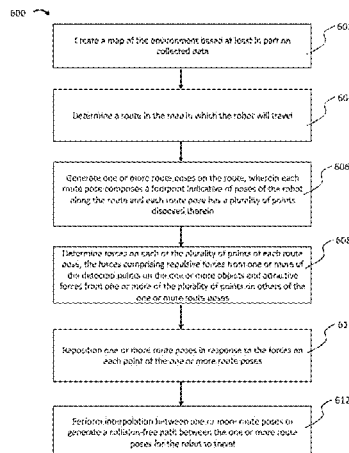 600
Create a map of the environment based at least in part on
collected data
60
Determine a route in the map in which the robot will travel
60
Generate one or more route poses on the route, wherein each
route pose comprises a footprint indicative of poses of the robot
along the route and each route pose has a plurality of points
disposed therein
606
Determine forces on each of the plurality of points of each route
pose, the forces comprising repulsive forces from one or more of
the detected points on the one or more objects and attractive
forces from one or more of the plurality of points on others of the
one or more route poses
608
Reposition one or more route poses in response to the forces on
each point of the one or more route poses
61
Perform interpolation between one or more route poses to
generate a collision-free path between the one or more route
poses for the robot to travel
612